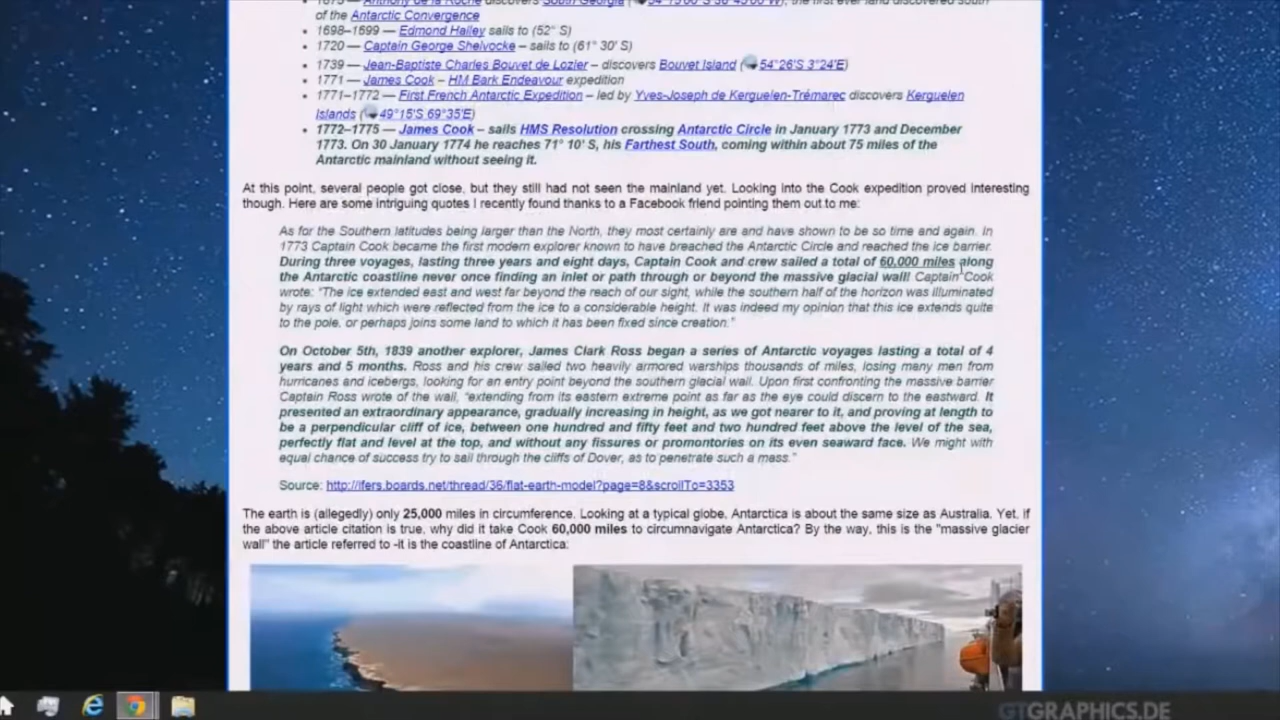 1675 — Anthony de la Roché discovers South Georgia (54°15'00"S 36°45'00"W), the first ever land discovered south
of the Antarctic Convergence
1698–1699 — Edmond Halley sails to (52° S)
1720 — Captain George Shelvocke – sails to (61° 30′ S)
1739 — Jean-Baptiste Charles Bouvet de Lozier – discovers Bouvet Island (54°26'S 3°24'E)
1771 — James Cook – HM Bark Endeavour expedition
1771–1772 — First French Antarctic Expedition – led by Yves-Joseph de Kerguelen-Trémarec discovers Kerguelen
Islands (49°15'S 69°35'E)
1772–1775 — James Cook – sails HMS Resolution crossing Antarctic Circle in January 1773 and December
1773. On 30 January 1774 he reaches 71° 10′ S, his Farthest South, coming within about 75 miles of the
Antarctic mainland without seeing it.
At this point, several people got close, but they still had not seen the mainland yet. Looking into the Cook expedition proved interesting
though. Here are some intriguing quotes I recently found thanks to a Facebook friend pointing them out to me:
As for the Southern latitudes being larger than the North, they most certainly are and have shown to be so time and again. In
1773 Captain Cook became the first modern explorer known to have breached the Antarctic Circle and reached the ice barrier.
During three voyages, lasting three years and eight days, Captain Cook and crew sailed a total of 60,000 miles along
the Antarctic coastline never once finding an inlet or path through or beyond the massive glacial wall! Captain Cook
wrote: "The ice extended east and west far beyond the reach of our sight, while the southern half of the horizon was illuminated
by rays of light which were reflected from the ice to a considerable height. It was indeed my opinion that this ice extends quite
to the pole, or perhaps joins some land to which it has been fixed since creation."
On October 5th, 1839 another explorer, James Clark Ross began a series of Antarctic voyages lasting a total of 4
years and 5 months. Ross and his crew sailed two heavily armored warships thousands of miles, losing many men from
hurricanes and icebergs, looking for an entry point beyond the southern glacial wall. Upon first confronting the massive barrier
Captain Ross wrote of the wall, "extending from its eastern extreme point as far as the eye could discern to the eastward. It
presented an extraordinary appearance, gradually increasing in height, as we got nearer to it, and proving at length to
be a perpendicular cliff of ice, between one hundred and fifty feet and two hundred feet above the level of the sea,
perfectly flat and level at the top, and without any fissures or promontories on its even seaward face. We might with
equal chance of success try to sail through the cliffs of Dover, as to penetrate such a mass."
Source: http://ifers.boards.net/thread/36/flat-earth-model?page=8&scrollTo=3353
The earth is (allegedly) only 25,000 miles in circumference. Looking at a typical globe, Antarctica is about the same size as Australia. Yet, if
the above article citation is true, why did it take Cook 60,000 miles to circumnavigate Antarctica? By the way, this is the "massive glacier
wall" the article referred to -it is the coastline of Antarctica:
GTGRAPHICS.DE